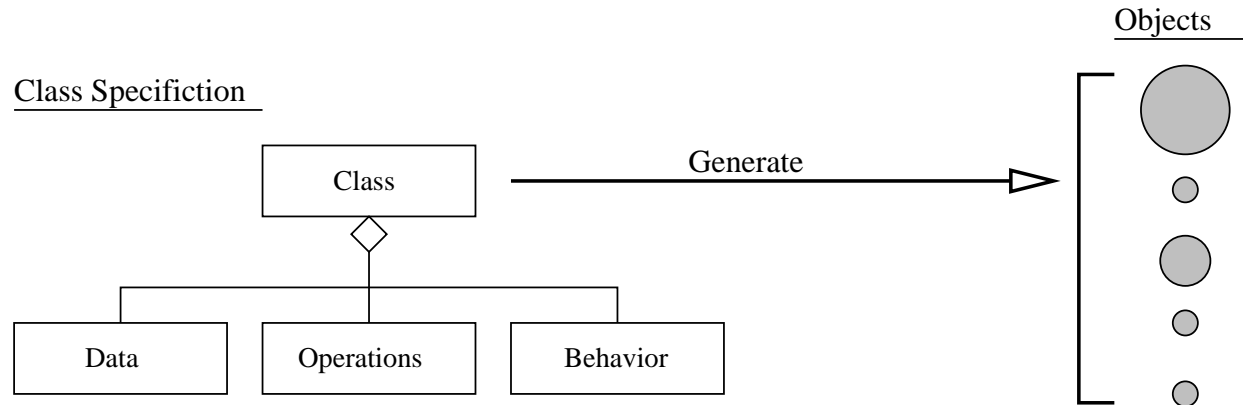 Objects
Class Specifiction
Generate
Class
Data
Operations
Behavior